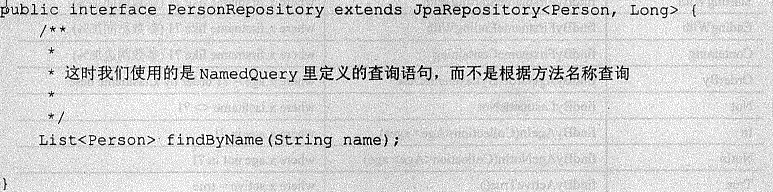 public interface PersonRepository extends JpaRepository<Person, Long> {
/**
*
* 这时我们使用的是 NamedQuery 里定义的查询语句，而不是根据方法名称查询
*
*/
List<Person> findByName(String name);
}